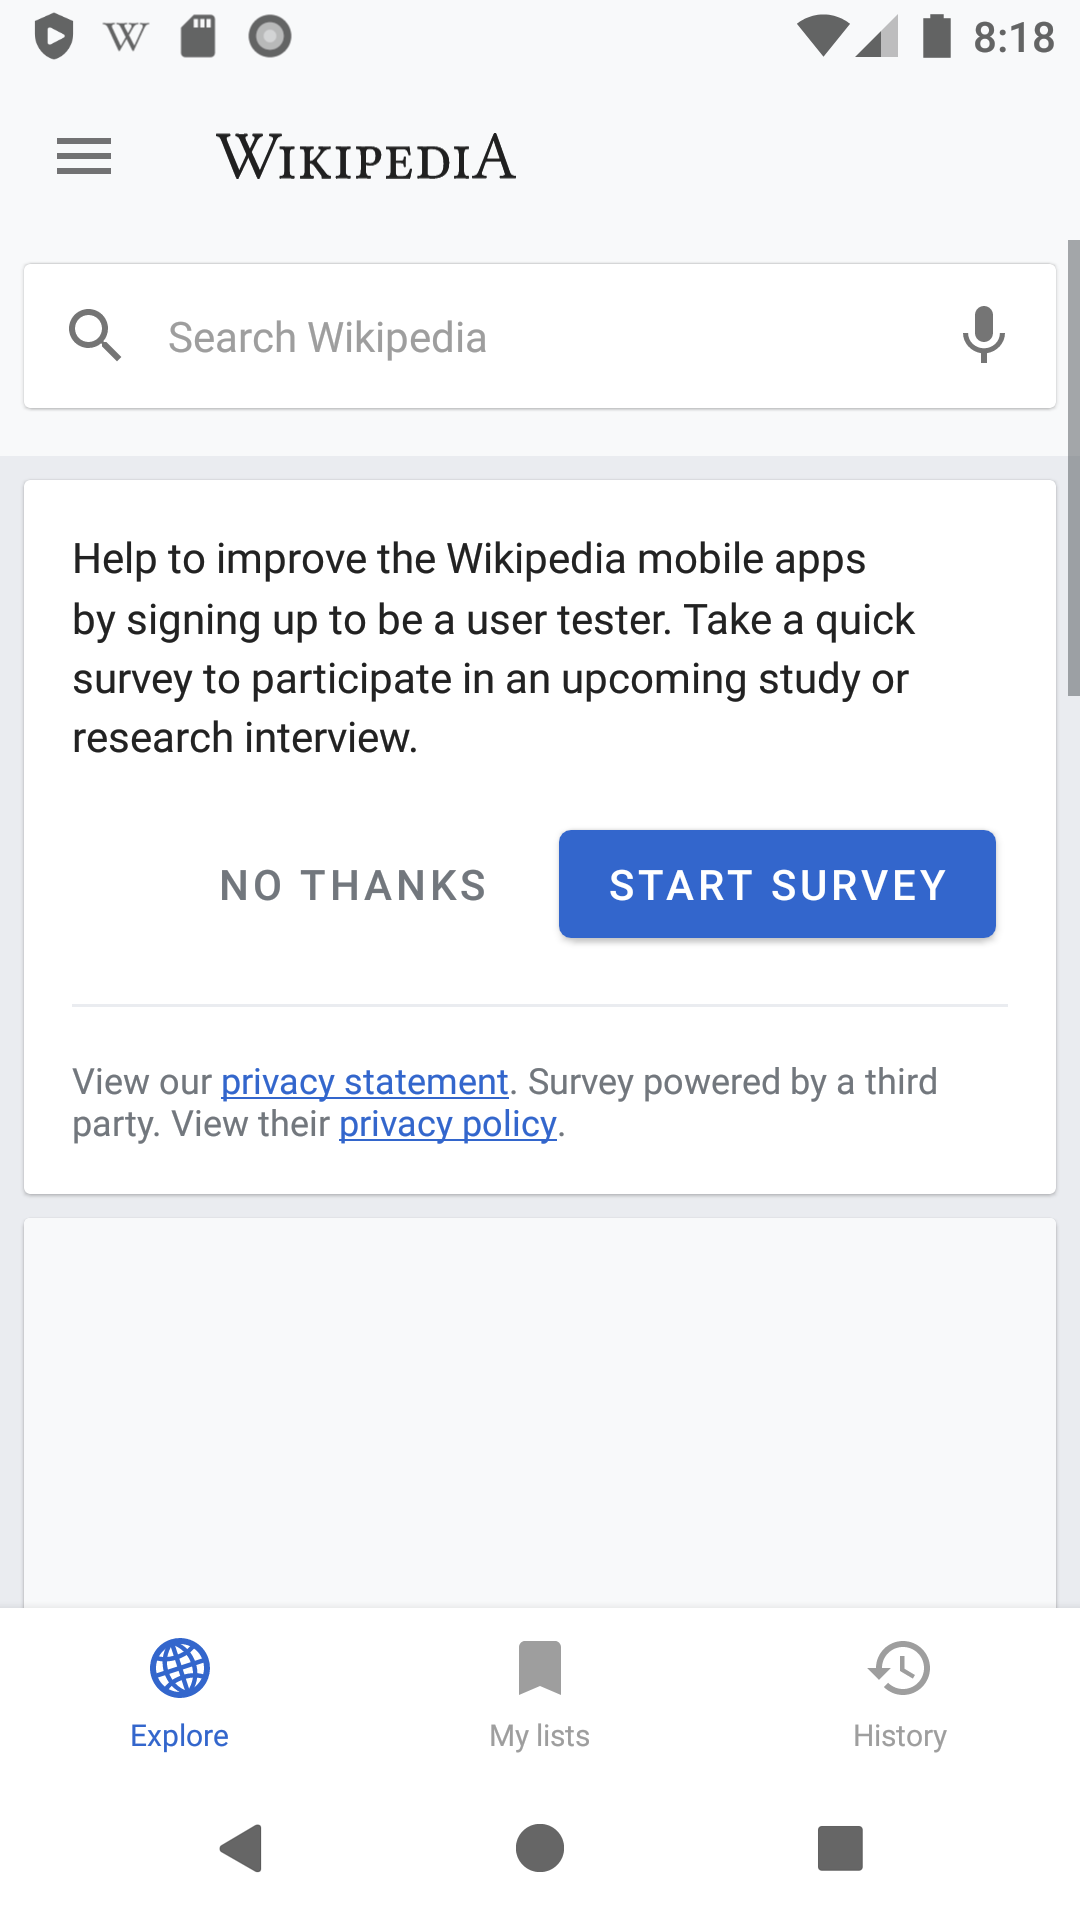 W
8:18
WIKIPEDIA
Search Wikipedia
Help to improve the Wikipedia mobile apps
by signing up to be a user tester. Take a quick
survey to participate in an upcoming study or
research interview.
NO THANKS
START SURVEY
View our privacy statement. Survey powered by a third
party. View their privacy policy.
Explore
My lists
History